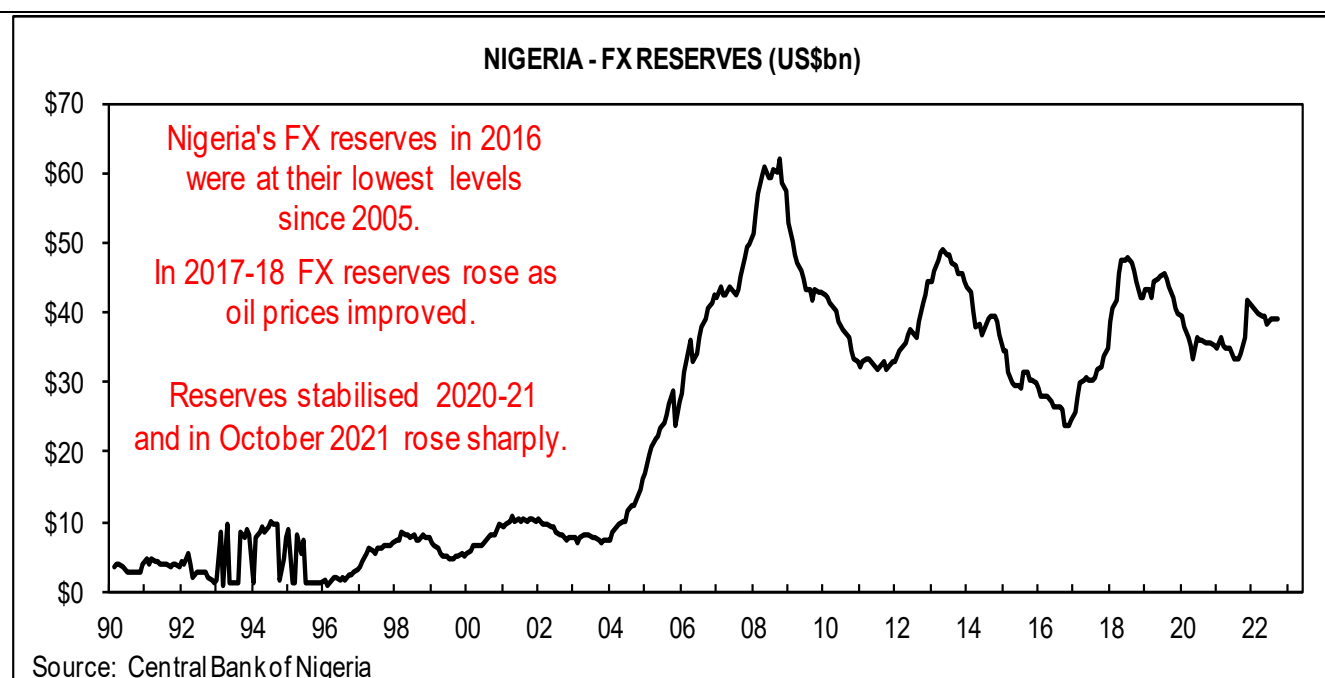 NIGERIA - FX RESERVES (US$bn)
$70
$60
$50
$40
$30
$20
$10
$0
Nigeria's FX reserves in 2016
were at their lowest levels
since 2005.
In 2017-18 FX reserves rose as
oil prices improved.
Reserves stabilised 2020-21
and in October 2021 rose sharply.
90 92 94 96 98 00 02 04 06 08 10 12 14 16 18 20 22
Source: Central Bank of Nigeria